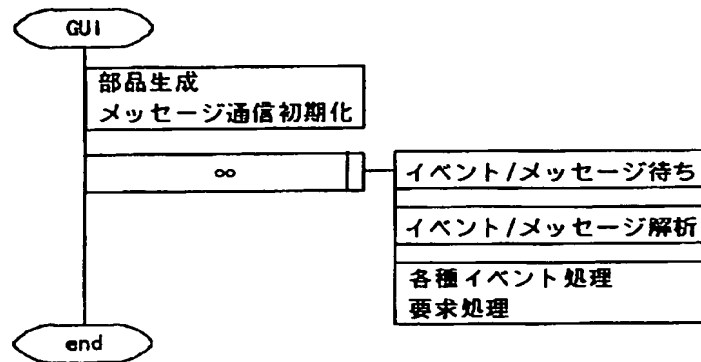 GUI
部品生成
メッセージ通信初期化
∞
イベント/メッセージ待ち
イベント/メッセージ解析
各種イベント処理
要求処理
end